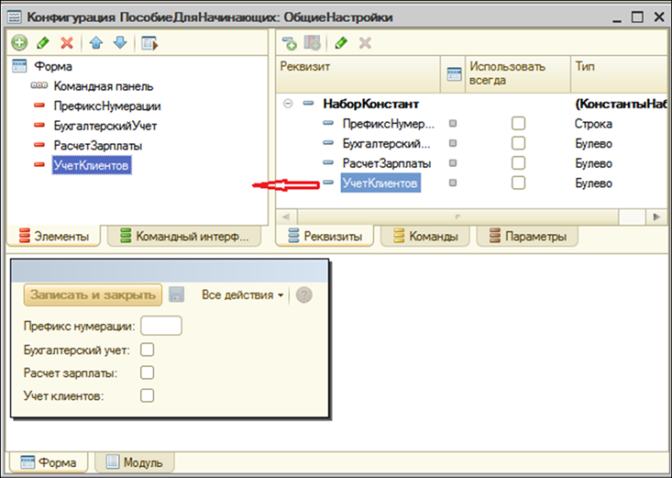 Конфигурация ПособиеДляНачинающих: ОбщиеНастройки
Форма
Командная панель
ПрефиксНумерации
БухгалтерскийУчет
РасчетЗарплаты
УчетКлиентов
Элементы
Командный интерф...
Реквизит
Использовать всегда
Тип
НаборКонстант
(КонстантыНаб
ПрефиксНумер...
Строка
Бухгалтерский...
Булево
РасчетЗарплаты
Булево
УчетКлиентов
Булево
Реквизиты
Команды
Параметры
Записать и закрыть
Все действия
Префикс нумерации:
Бухгалтерский учет:
Расчет зарплаты:
Учет клиентов:
Форма
Модуль